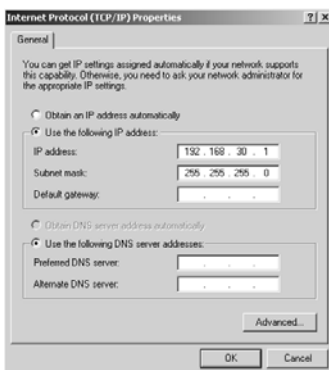 Internet Protocol (TCP/IP) Properties ? x
General
You can get IP settings assigned automatically if your network supports
this capability. Otherwise, you need to ask your network administrator for
the appropriate IP settings.
Obtain an IP address automatically
Use the following IP address:
IP address: 192 . 168 . 30 . 1
Subnet mask: 255 . 255 . 255 . 0
Default gateway: . . .
Obtain DNS server address automatically
Use the following DNS server addresses:
Preferred DNS server: . . .
Alternate DNS server: . . .
Advanced...
OK Cancel